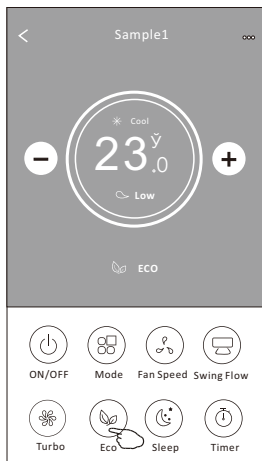 Sample1
Cool
23.0 ў
Low
ECO
ON/OFF Mode Fan Speed Swing Flow
Turbo Eco Sleep Timer